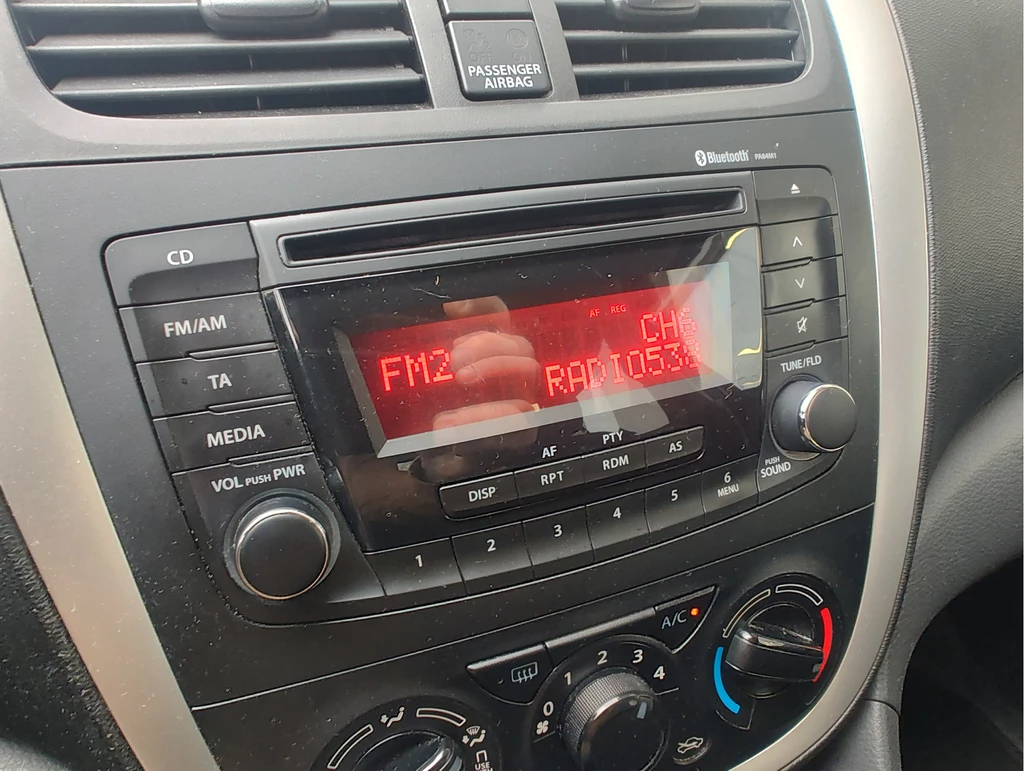 PASSENGER
AIRBAG
Bluetooth PA04M1
CD
FM/AM
TA
MEDIA
VOL PUSH PWR
AF REG
FM2
CH6
RADIO538
TUNE/FLD
PUSH
SOUND
AF PTY
DISP RPT RDM AS
1 2 3 4 5 6
MENU
A/C
0 1 2 3 4
USE